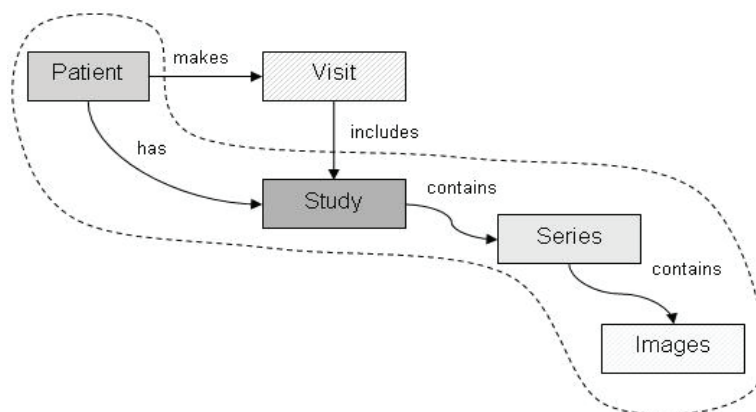 makes
Patient
Visit
includes
has
contains
Study
Series
contains
Images